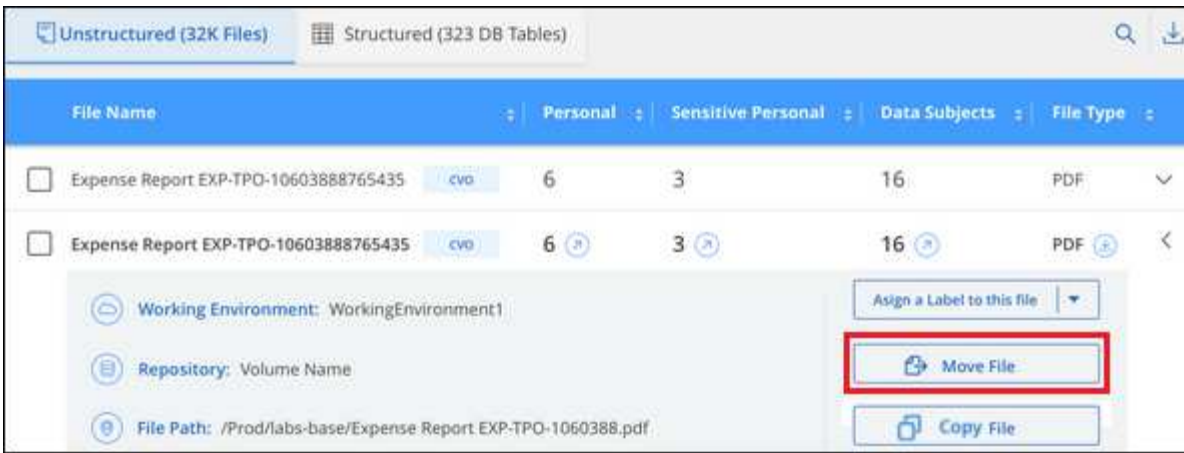 Unstructured (32K Files) Structured (323 DB Tables)
File Name Personal Sensitive Personal Data Subjects File Type
Expense Report EXP-TPO-10603888765435 CVO 6 3 16 PDF
Expense Report EXP-TPO-10603888765435 CVO 6 3 16 PDF
Working Environment: WorkingEnvironment1 Asign a Label to this file
Repository: Volume Name Move File
File Path: /Prod/labs-base/Expense Report EXP-TPO-1060388.pdf Copy File